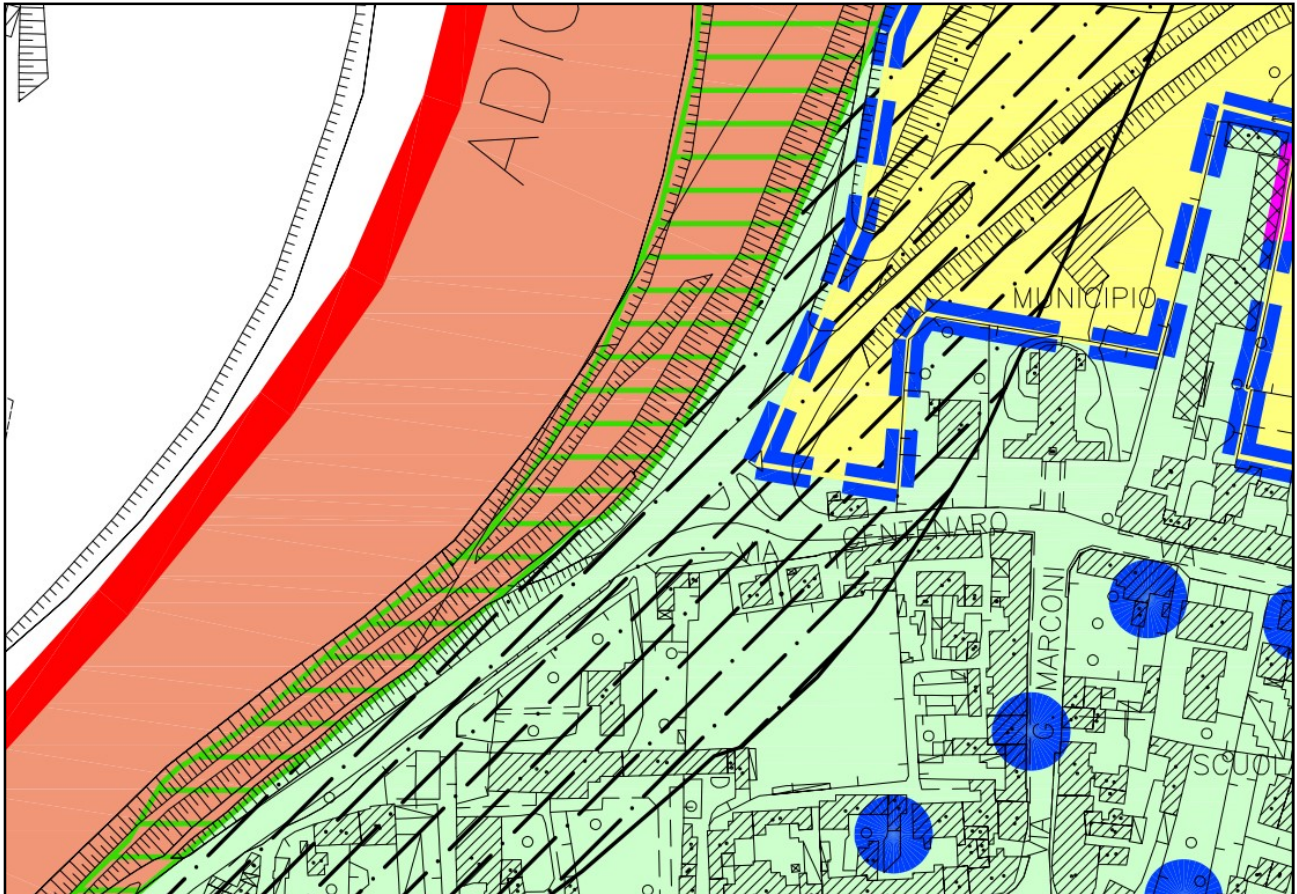 ADIG
MUNICIPIO
VIA CENTENARO
VIA
VIA G. MARCONI
SCUO